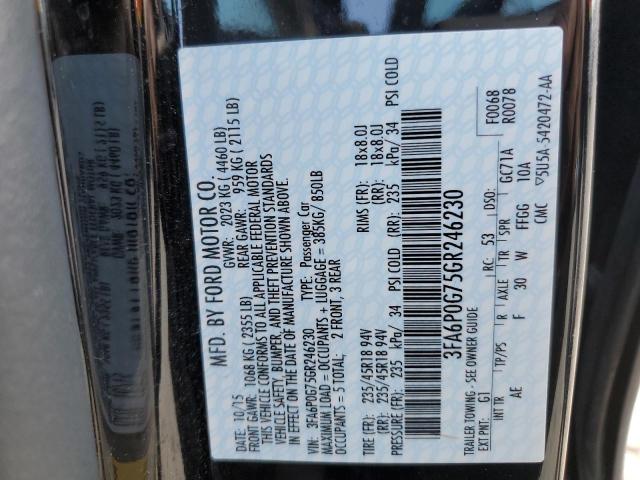 MFD. BY FORD MOTOR CO.
DATE: 10/15 GVWR: 2023 KG ( 4460 LB)
FRONT GAWR: 1068 KG ( 2355 LB) REAR GAWR: 959 KG ( 2115 LB)
THIS VEHICLE CONFORMS TO ALL APPLICABLE FEDERAL MOTOR
VEHICLE SAFETY, BUMPER, AND THEFT PREVENTION STANDARDS
IN EFFECT ON THE DATE OF MANUFACTURE SHOWN ABOVE.
VIN: 3FA6P0G75GR246230 TYPE: Passenger Car
MAXIMUM LOAD = OCCUPANTS + LUGGAGE = 385KG/ 850LB
OCCUPANTS = 5 TOTAL; 2 FRONT, 3 REAR
TIRE (FR): 235/45R18 94V RIMS (FR): 18x8.0J
(RR): 235/45R18 94V (RR): 18x8.0J
PRESSURE (FR): 235 kPa/ 34 PSI COLD (RR): 235 kPa/ 34 PSI COLD
3FA6P0G75GR246230
TRAILER TOWING - SEE OWNER GUIDE F0068
R0078
EXT PNT: G1 RC: 53 DSO: GC71A
INT TR TP/PS R AXLE TR SPR
AE F 30 W FFGG 10A
CMC 5U5A 5420472-AA